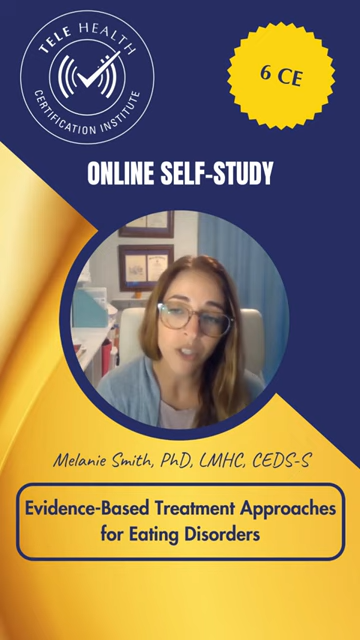 TELE HEALTH
CERTIFICATION INSTITUTE
6 CE
ONLINE SELF-STUDY
Melanie Smith, PhD, LMHC, CEDS-S
Evidence-Based Treatment Approaches
for Eating Disorders